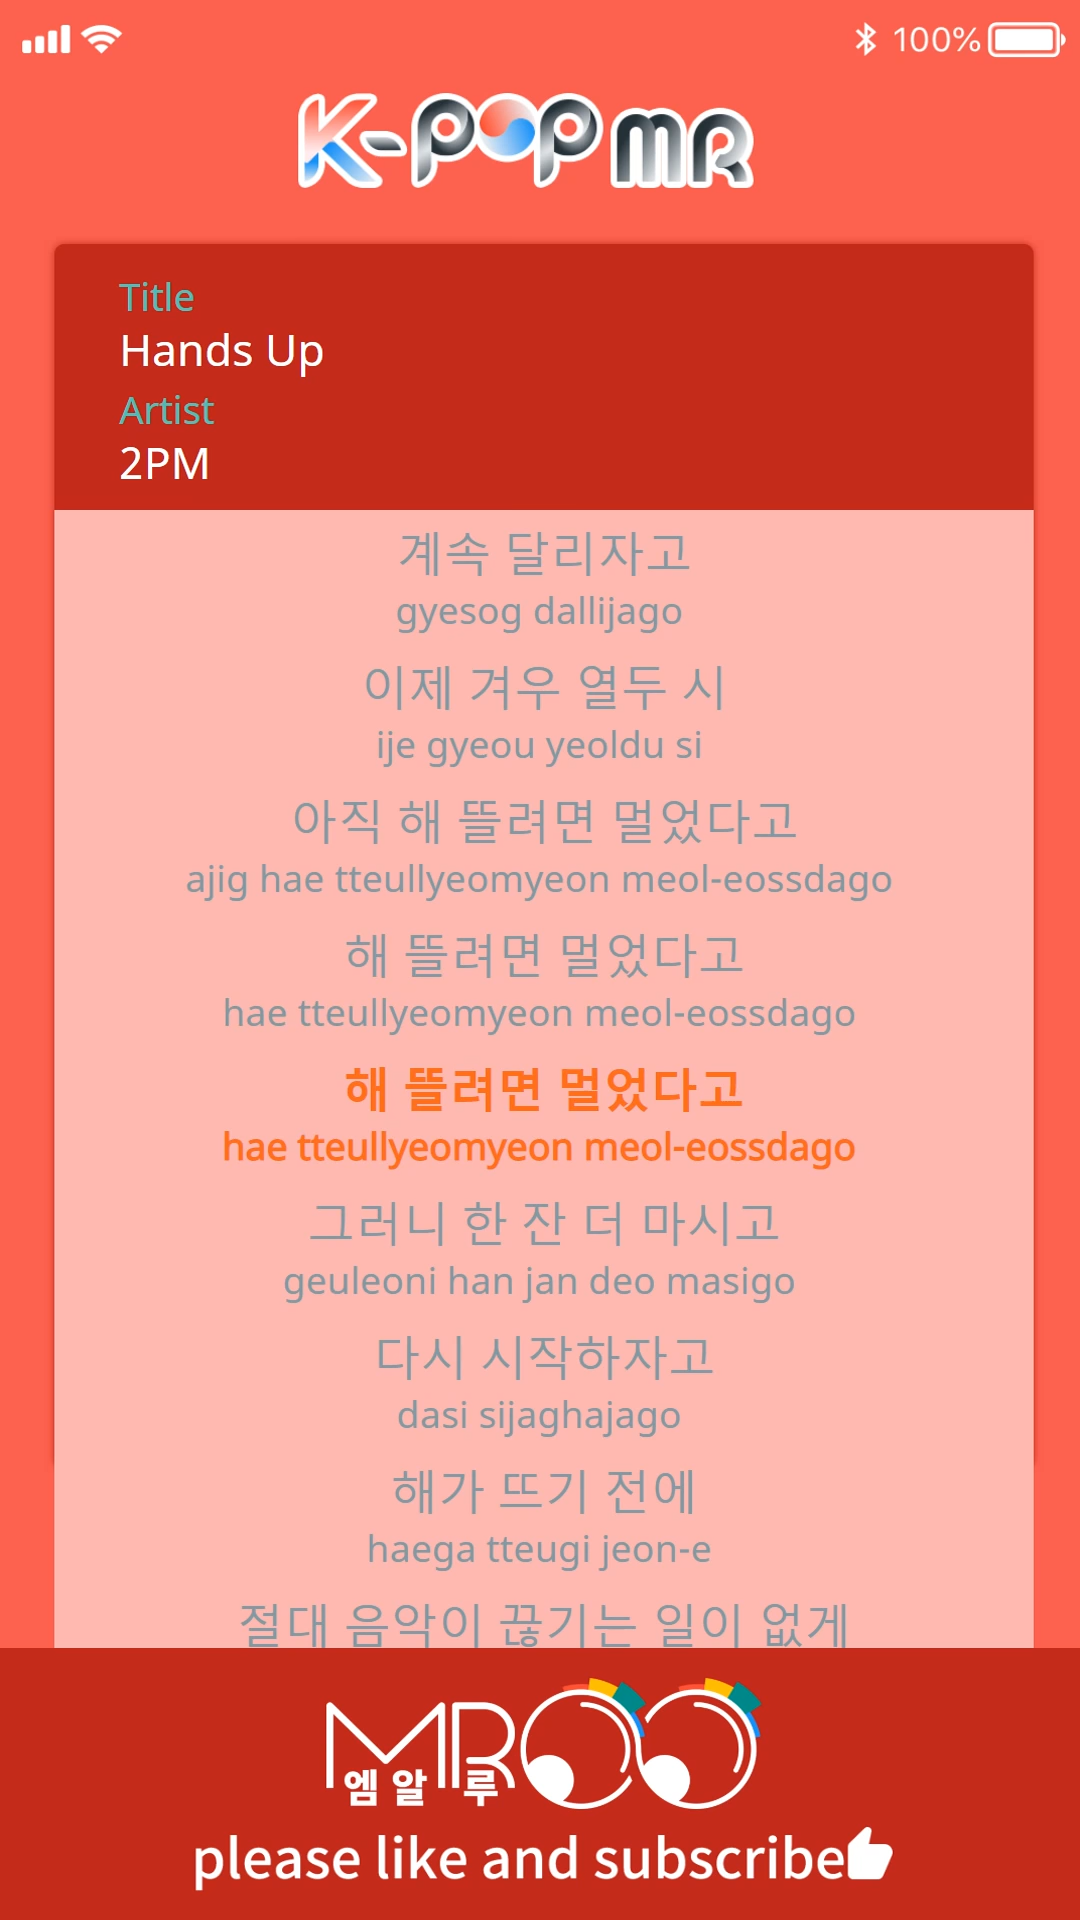 100%
K-POP MR
Title
Hands Up
Artist
2PM
계속 달리자고
gyesog dallijago
이제 겨우 열두 시
ije gyeou yeoldu si
아직 해 뜰려면 멀었다고
ajig hae tteullyeomyeon meol-eossdago
해 뜰려면 멀었다고
hae tteullyeomyeon meol-eossdago
해 뜰려면 멀었다고
hae tteullyeomyeon meol-eossdago
그러니 한 잔 더 마시고
geuleoni han jan deo masigo
다시 시작하자고
dasi sijaghajago
해가 뜨기 전에
haega tteugi jeon-e
절대 음악이 끊기는 일이 없게
MROO
엠알루
please like and subscribe